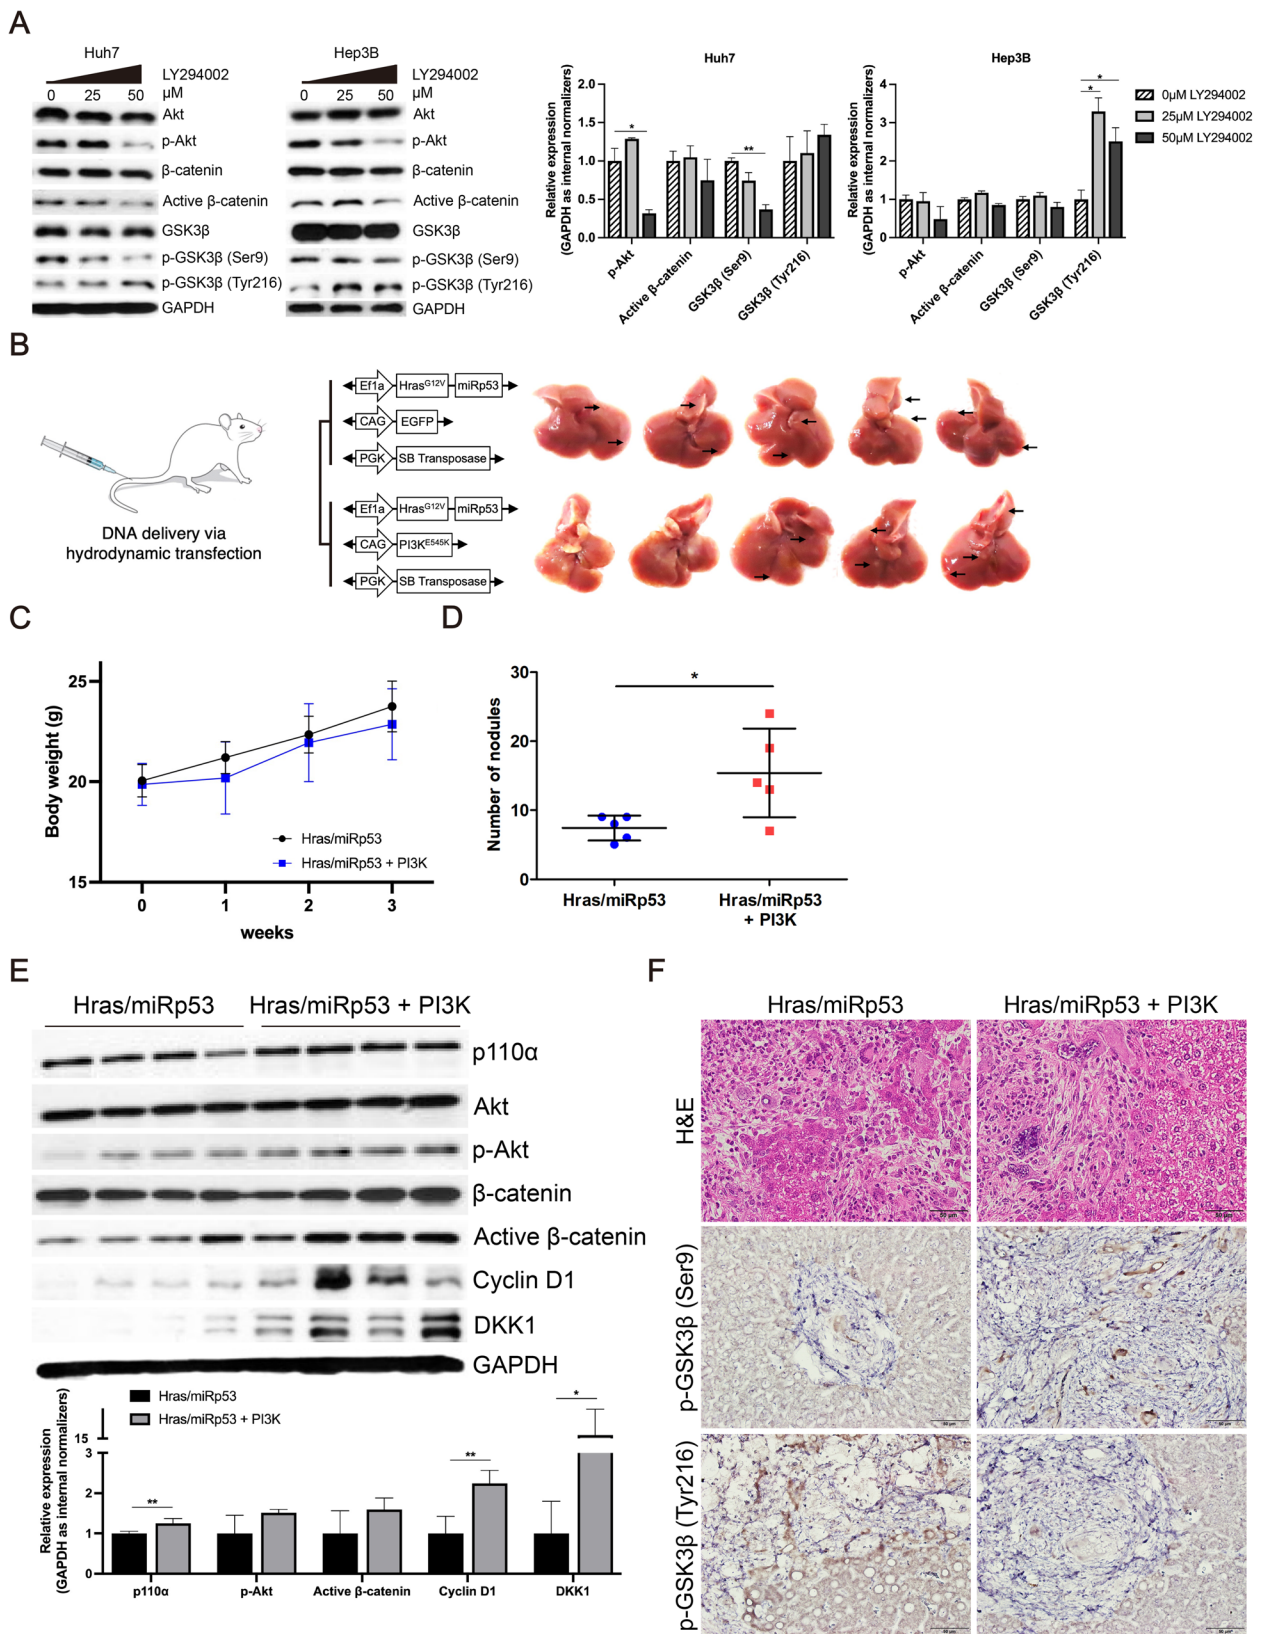 A
Huh7
LY294002
0 25 50 µM
Akt
p-Akt
β-catenin
Active β-catenin
GSK3β
p-GSK3β (Ser9)
p-GSK3β (Tyr216)
GAPDH
Hep3B
LY294002
0 25 50 µM
Akt
p-Akt
β-catenin
Active β-catenin
GSK3β
p-GSK3β (Ser9)
p-GSK3β (Tyr216)
GAPDH
Huh7
Relative expression
(GAPDH as internal normalizers)
2.0
1.5
1.0
0.5
0.0
*
**
p-Akt
Active β-catenin
GSK3β (Ser9)
GSK3β (Tyr216)
Hep3B
Relative expression
(GAPDH as internal normalizers)
4
3
2
1
0
*
*
p-Akt
Active β-catenin
GSK3β (Ser9)
GSK3β (Tyr216)
0µM LY294002
25µM LY294002
50µM LY294002
B
DNA delivery via
hydrodynamic transfection
Ef1a HrasG12V miRp53
CAG EGFP
PGK SB Transposase
Ef1a HrasG12V miRp53
CAG PI3KE545K
PGK SB Transposase
C
Body weight (g)
25
20
15
Hras/miRp53
Hras/miRp53 + PI3K
0 1 2 3
weeks
D
Number of nodules
30
20
10
0
*
Hras/miRp53
Hras/miRp53
+ PI3K
E
Hras/miRp53 Hras/miRp53 + PI3K
p110α
Akt
p-Akt
β-catenin
Active β-catenin
Cyclin D1
DKK1
GAPDH
Relative expression
(GAPDH as internal normalizers)
Hras/miRp53
Hras/miRp53 + PI3K
15
3
2
1
0
**
**
*
p110α p-Akt Active β-catenin Cyclin D1 DKK1
F
Hras/miRp53 Hras/miRp53 + PI3K
H&E
50 µm
p-GSK3β (Ser9)
p-GSK3β (Tyr216)